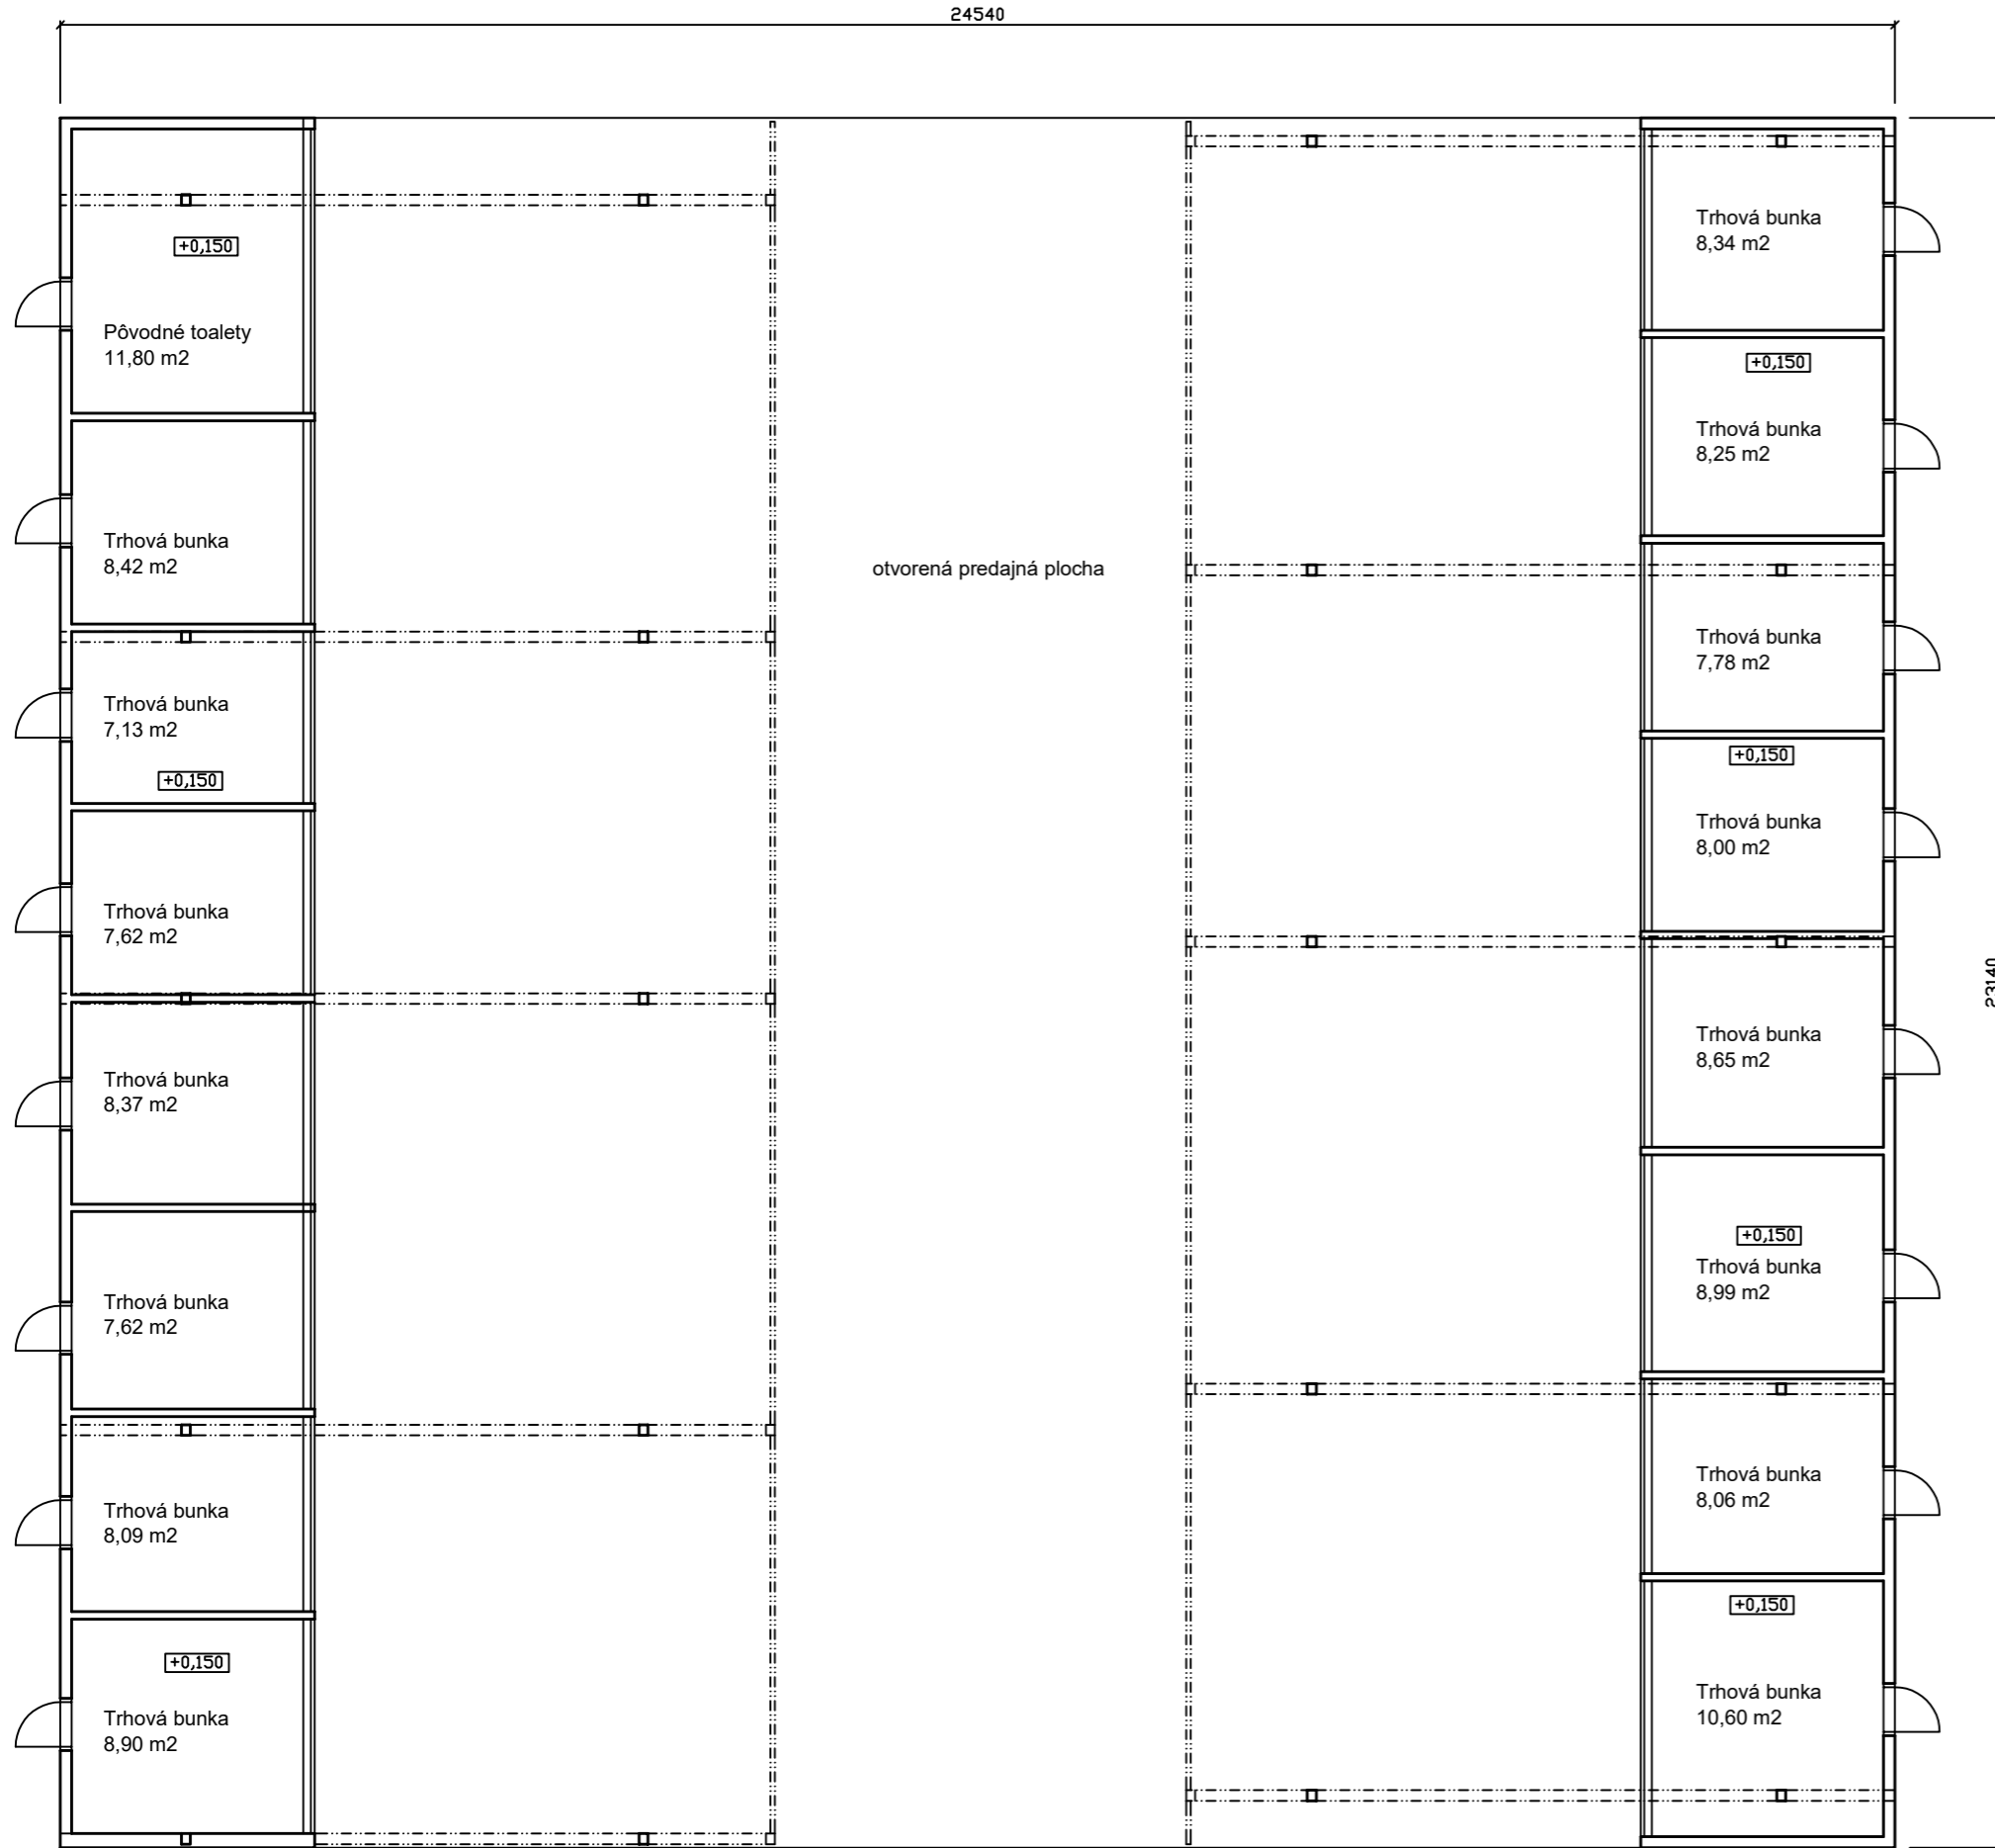 24540
+0,150
Pôvodné toalety
11,80 m2
Trhová bunka
8,42 m2
Trhová bunka
7,13 m2
+0,150
Trhová bunka
7,62 m2
Trhová bunka
8,37 m2
Trhová bunka
7,62 m2
Trhová bunka
8,09 m2
+0,150
Trhová bunka
8,90 m2
otvorená predajná plocha
Trhová bunka
8,34 m2
+0,150
Trhová bunka
8,25 m2
Trhová bunka
7,78 m2
+0,150
Trhová bunka
8,00 m2
Trhová bunka
8,65 m2
+0,150
Trhová bunka
8,99 m2
Trhová bunka
8,06 m2
+0,150
Trhová bunka
10,60 m2
23140